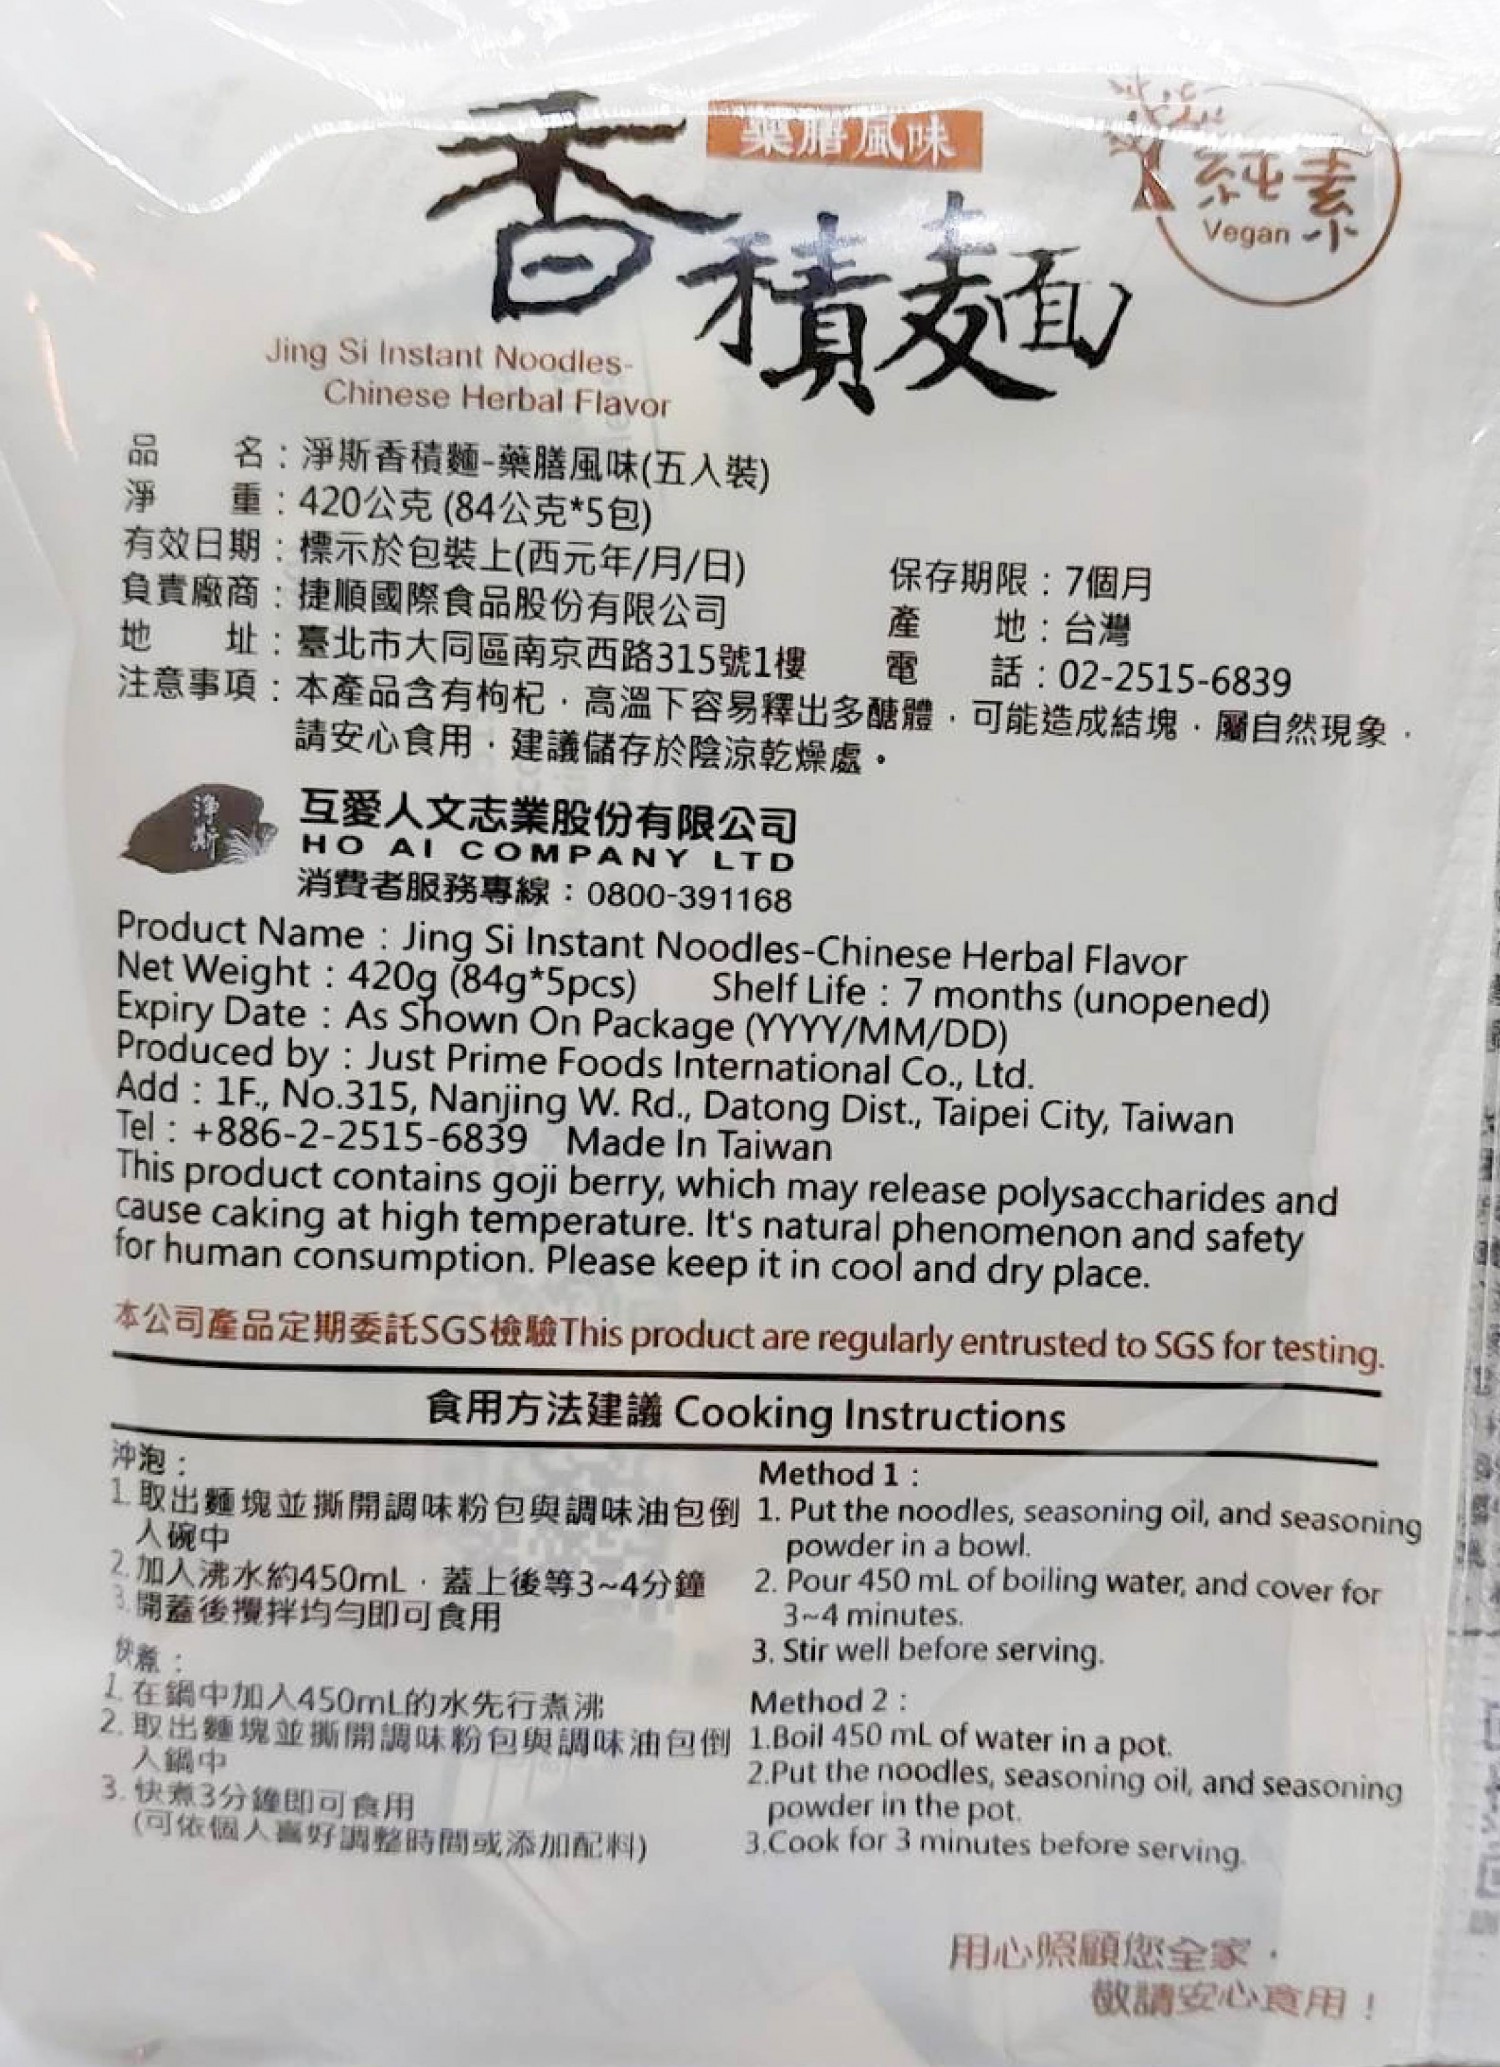 藥膳風味
香積麵
純素
Vegan
Jing Si Instant Noodles-
Chinese Herbal Flavor
品 名：淨斯香積麵-藥膳風味(五入裝)
淨 重：420公克 (84公克*5包)
有效日期：標示於包裝上(西元年/月/日) 保存期限：7個月
負責廠商：捷順國際食品股份有限公司 產 地：台灣
地 址：臺北市大同區南京西路315號1樓 電 話：02-2515-6839
注意事項：本產品含有枸杞，高溫下容易釋出多醣體，可能造成結塊，屬自然現象，
請安心食用，建議儲存於陰涼乾燥處。
淨斯
互愛人文志業股份有限公司
HO AI COMPANY LTD
消費者服務專線：0800-391168
Product Name：Jing Si Instant Noodles-Chinese Herbal Flavor
Net Weight：420g (84g*5pcs) Shelf Life：7 months (unopened)
Expiry Date：As Shown On Package (YYYY/MM/DD)
Produced by：Just Prime Foods International Co., Ltd.
Add：1F., No.315, Nanjing W. Rd., Datong Dist., Taipei City, Taiwan
Tel：+886-2-2515-6839 Made In Taiwan
This product contains goji berry, which may release polysaccharides and
cause caking at high temperature. It's natural phenomenon and safety
for human consumption. Please keep it in cool and dry place.
本公司產品定期委託SGS檢驗This product are regularly entrusted to SGS for testing.
食用方法建議 Cooking Instructions
沖泡：
1.取出麵塊並撕開調味粉包與調味油包倒
入碗中
2.加入沸水約450mL，蓋上後等3~4分鐘
3.開蓋後攪拌均勻即可食用
快煮：
1.在鍋中加入450mL的水先行煮沸
2.取出麵塊並撕開調味粉包與調味油包倒
入鍋中
3.快煮3分鐘即可食用
(可依個人喜好調整時間或添加配料)
Method 1：
1. Put the noodles, seasoning oil, and seasoning
powder in a bowl.
2. Pour 450 mL of boiling water, and cover for
3~4 minutes.
3. Stir well before serving.
Method 2：
1.Boil 450 mL of water in a pot.
2.Put the noodles, seasoning oil, and seasoning
powder in the pot.
3.Cook for 3 minutes before serving.
用心照顧您全家，
敬請安心食用！